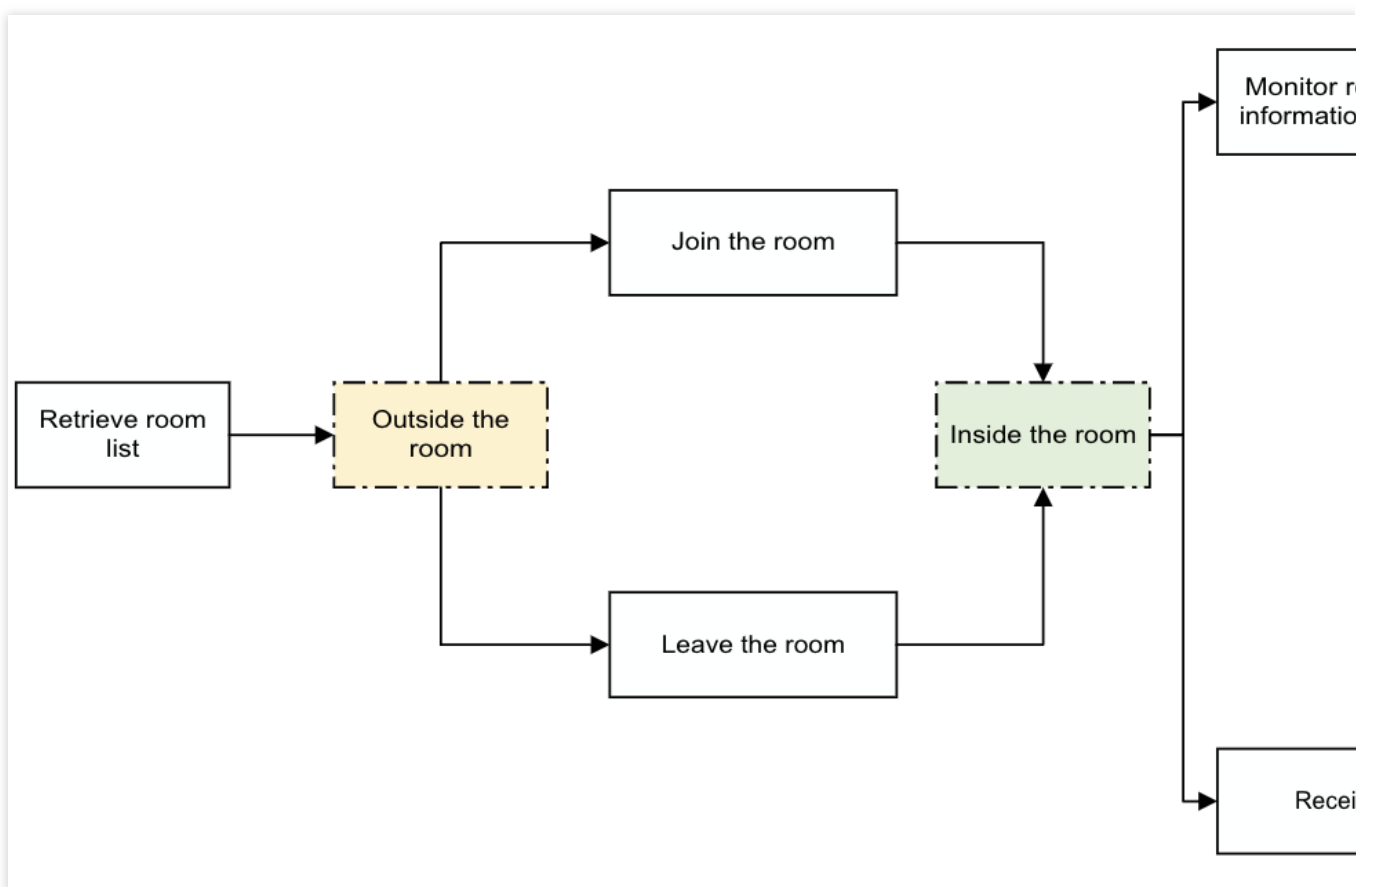 Monitor
informatio
Join the room
Retrieve room
list
Outside the
room
Inside the room
Leave the room
Recei